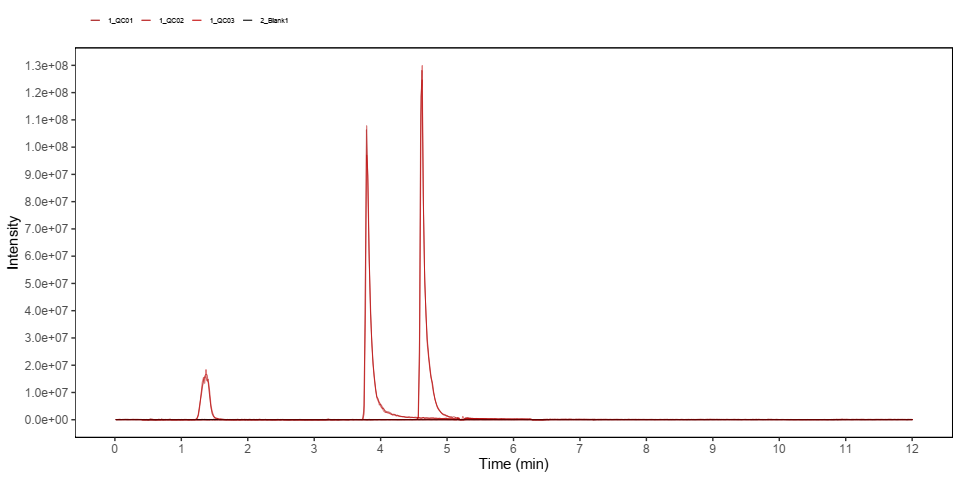 1_QC01 1_QC02 1_QC03 2_Blank1
Intensity
1.3e+08
1.2e+08
1.1e+08
1.0e+08
9.0e+07
8.0e+07
7.0e+07
6.0e+07
5.0e+07
4.0e+07
3.0e+07
2.0e+07
1.0e+07
0.0e+00
0 1 2 3 4 5 6 7 8 9 10 11 12
Time (min)